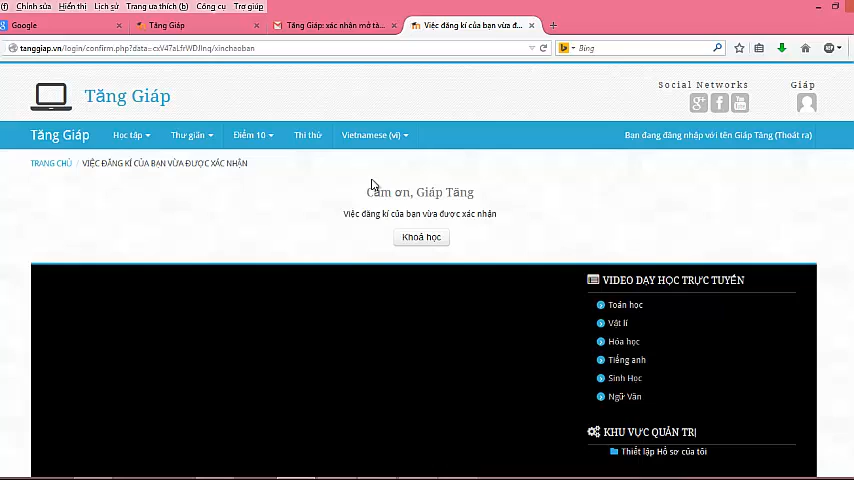 (f) Chỉnh sửa Hiển thị Lịch sử Trang ưa thích (b) Công cụ Trợ giúp
Google
Tăng Giáp
Tăng Giáp: xác nhận mở tà...
Việc đăng kí của bạn vừa đ...
tanggiap.vn/login/confirm.php?data=
/xinchaoban
Bing
Tăng Giáp
Social Networks
Giáp
Tăng Giáp Học tập Thư giãn Điểm 10 Thi thử Vietnamese (vi) Bạn đang đăng nhập với tên Giáp Tăng (Thoát ra)
TRANG CHỦ / VIỆC ĐĂNG KÍ CỦA BẠN VỪA ĐƯỢC XÁC NHẬN
Cảm ơn, Giáp Tăng
Việc đăng kí của bạn vừa được xác nhận
Khoá học
VIDEO DẠY HỌC TRỰC TUYẾN
Toán học
Vật lí
Hóa học
Tiếng anh
Sinh Học
Ngữ Văn
KHU VỰC QUẢN TRỊ
Thiết lập Hồ sơ của tôi